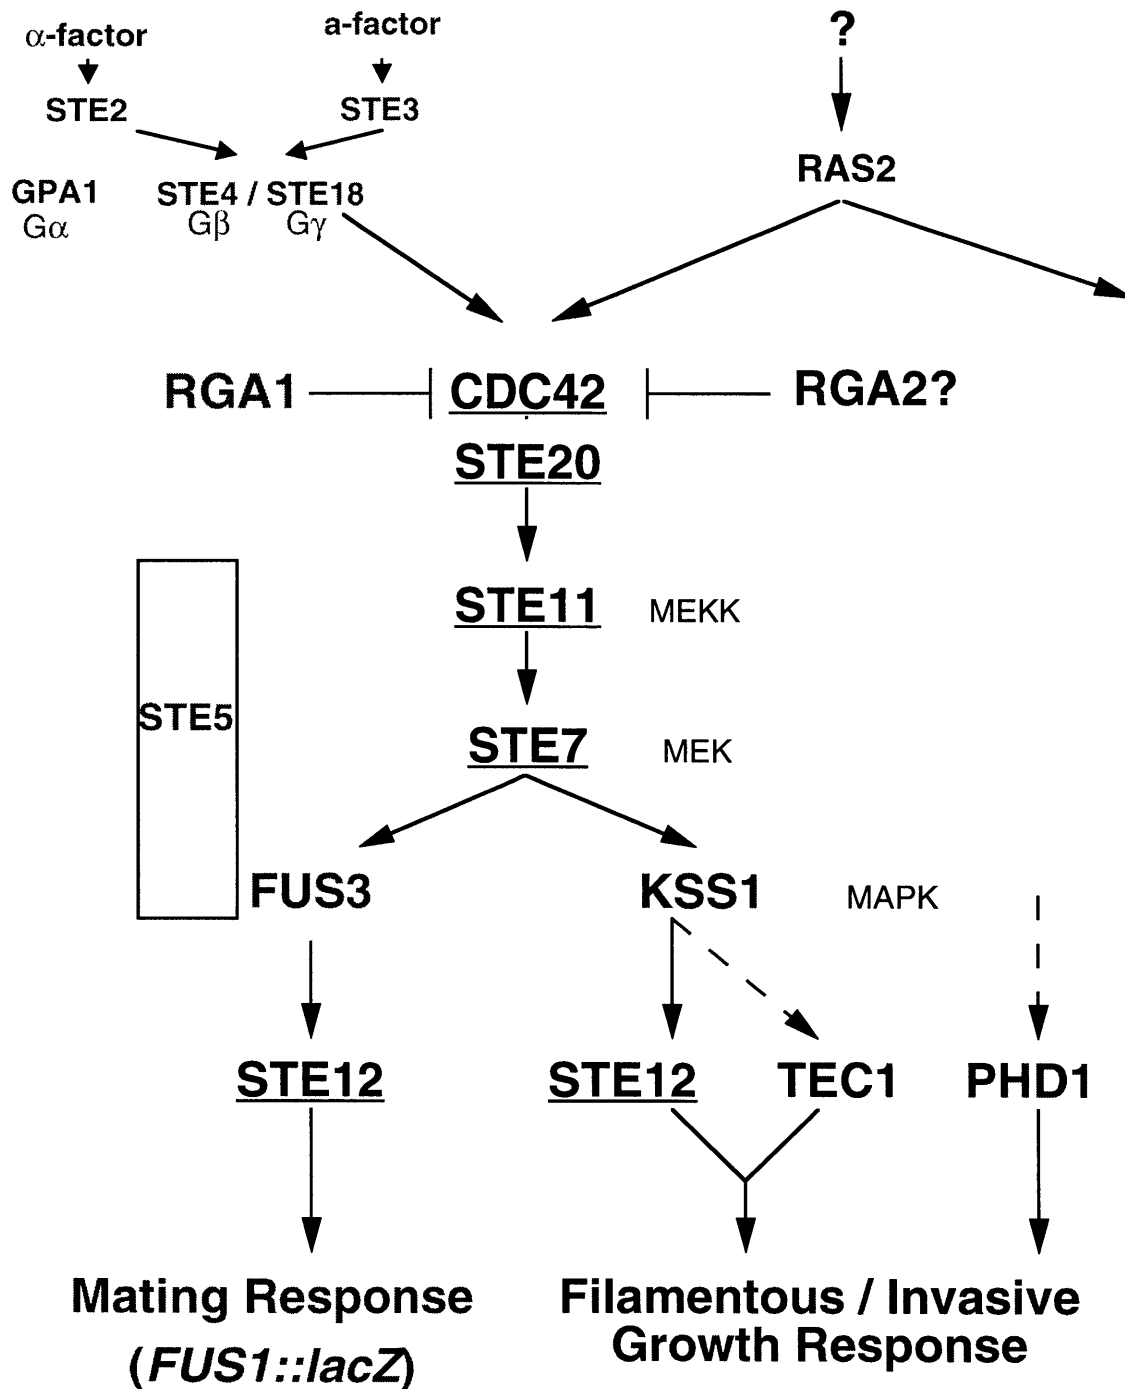 α-factor a-factor ?
STE2 STE3
RAS2
GPA1 STE4 / STE18
Gα Gβ Gγ
RGA1 CDC42 RGA2?
STE20
STE11 MEKK
STE5
STE7 MEK
FUS3 KSS1 MAPK
STE12 STE12 TEC1 PHD1
Mating Response
(FUS1::lacZ)
Filamentous / Invasive
Growth Response